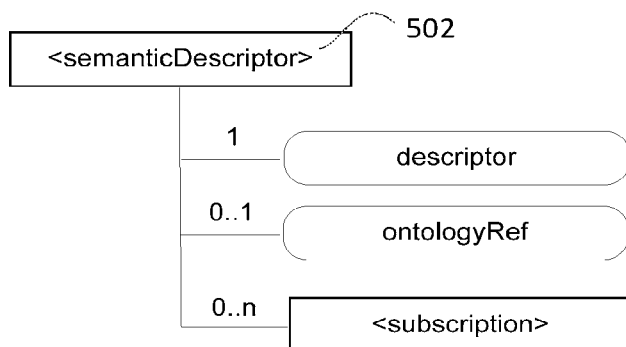 502
<semanticDescriptor>
1
descriptor
0..1
ontologyRef
0..n
<subscription>